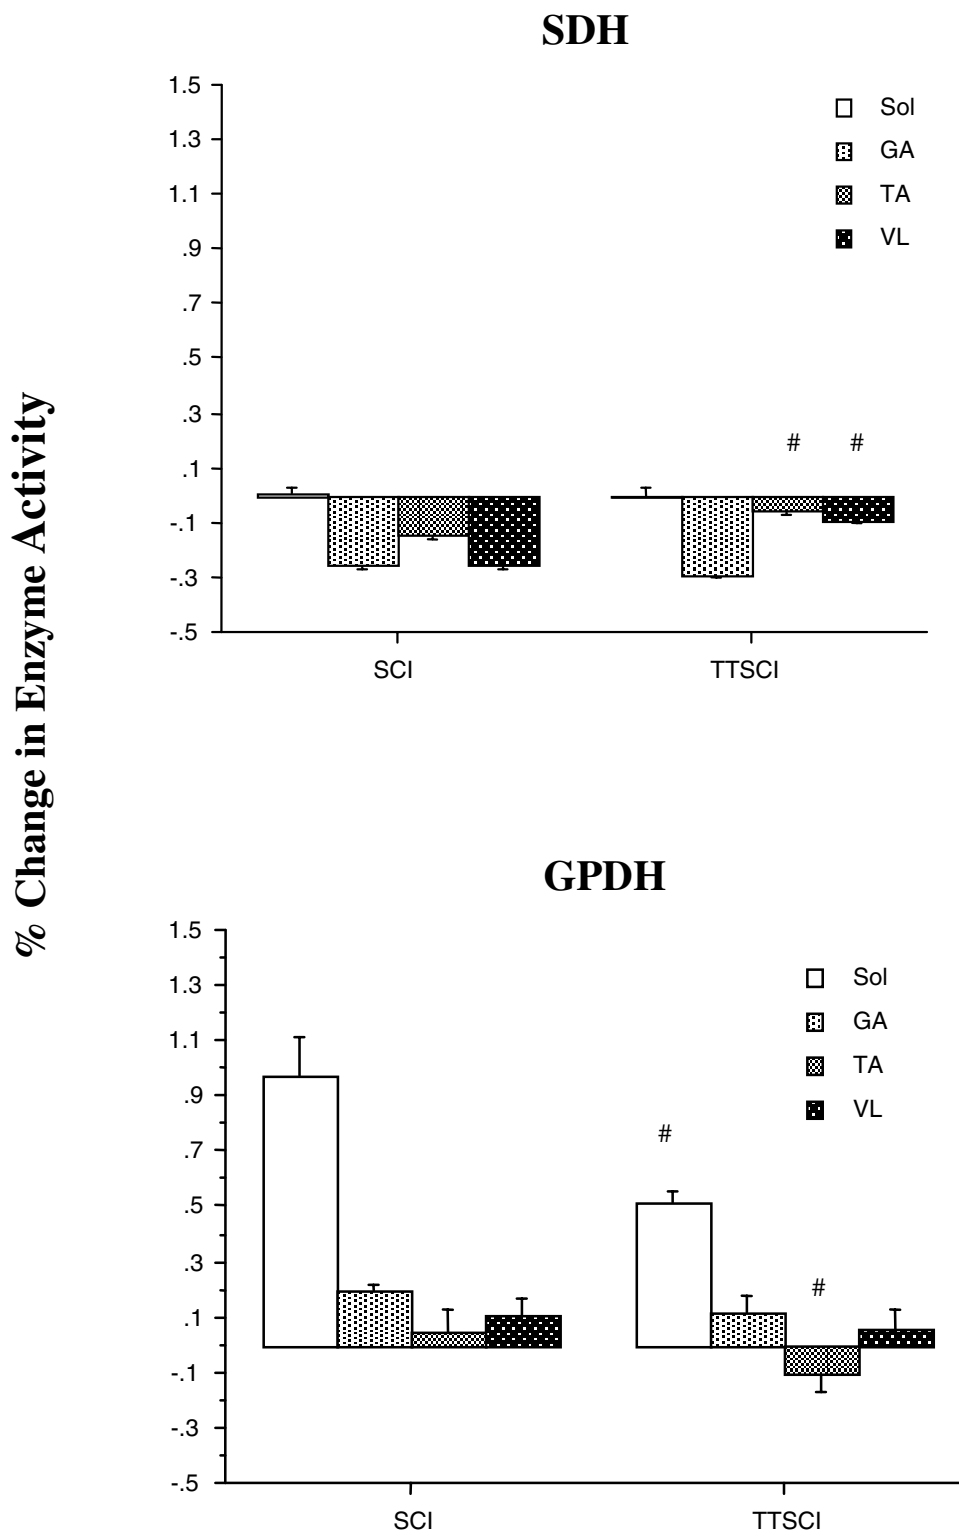 SDH
% Change in Enzyme Activity
1.5
1.3
1.1
.9
.7
.5
.3
.1
-.1
-.3
-.5
Sol
GA
TA
VL
# #
SCI TTSCI
GPDH
1.5
1.3
1.1
.9
.7
.5
.3
.1
-.1
-.3
-.5
Sol
GA
TA
VL
#
#
SCI TTSCI